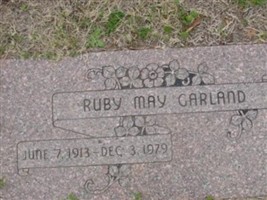 RUBY MAY GARLAND
JUNE 7, 1913 - DEC. 3, 1979